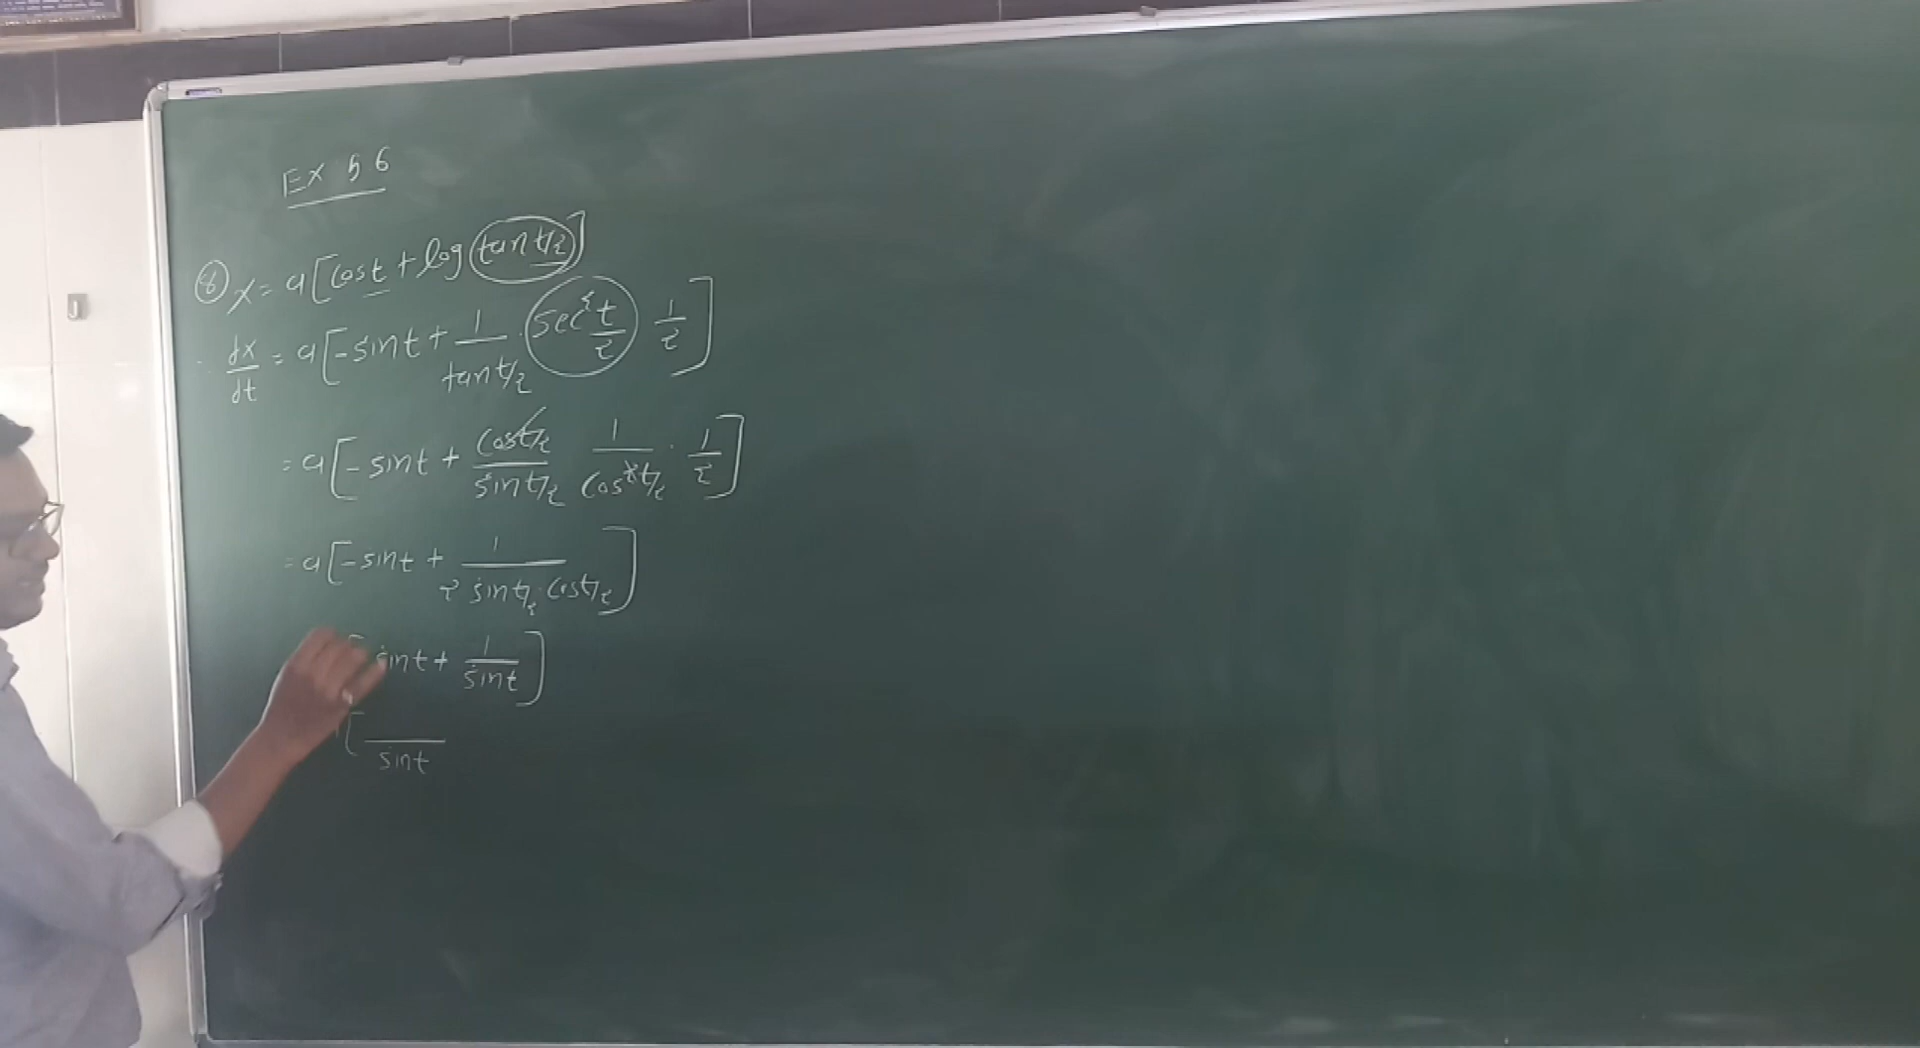 Ex 5 6
⑧ x = a[cost + log(tan t/2)]
∴ dx/dt = a[-sint + 1/(tan t/2) · sec² t/2 · 1/2]
= a[-sint + (cos t/2)/(sin t/2) 1/(cos² t/2) · 1/2]
= a[-sint + 1/(2 sin t/2 · cos t/2)]
[ sint + 1/sint]
[ /sint